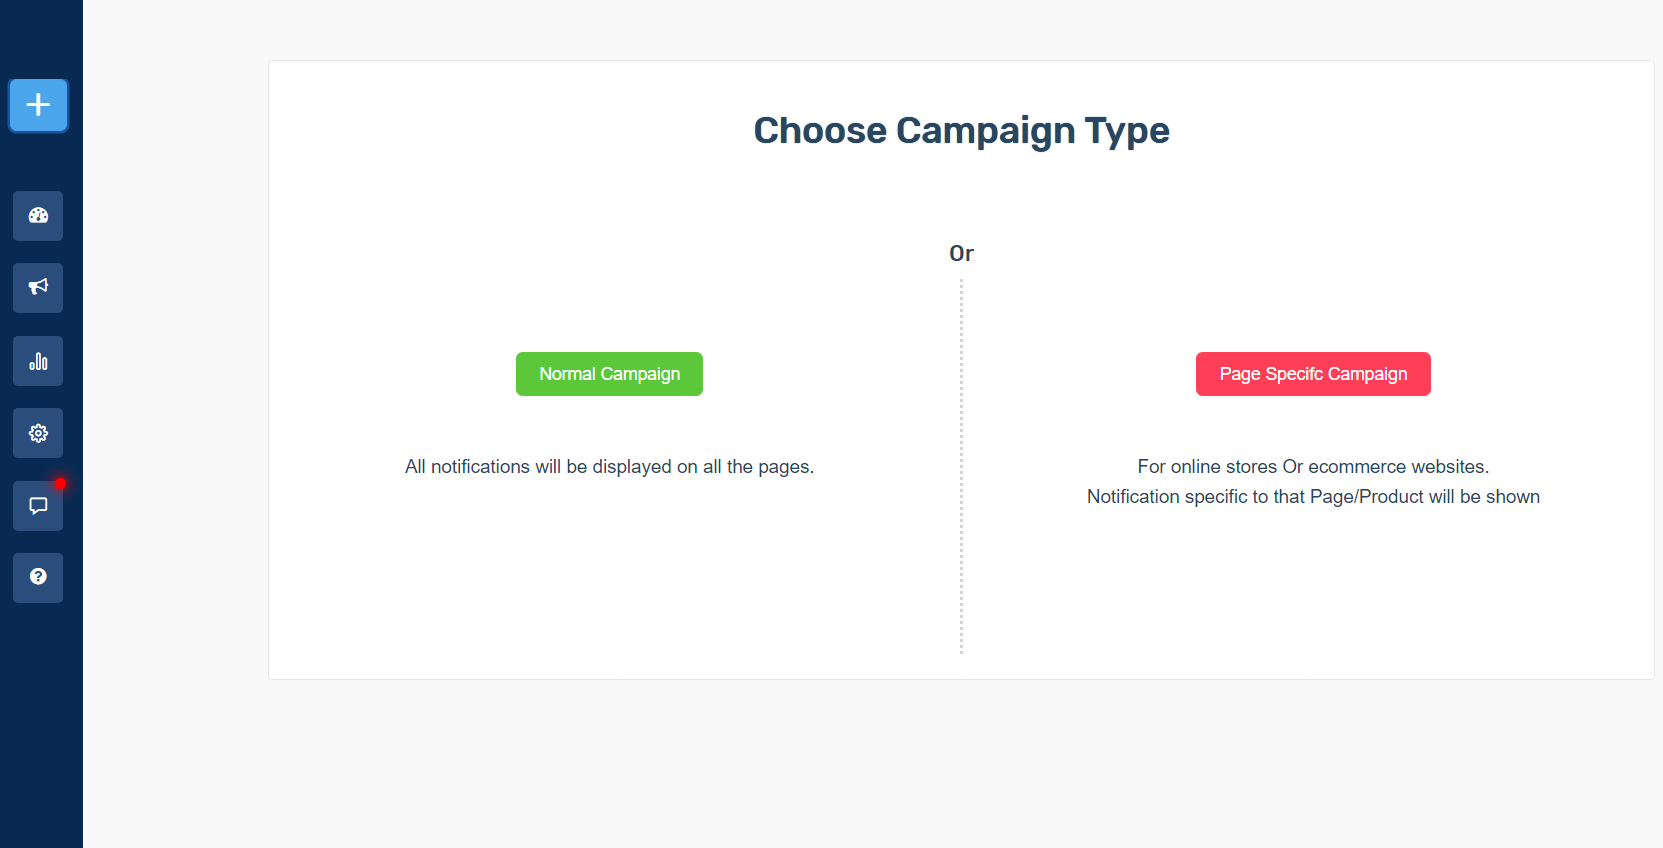 Choose Campaign Type
Or
Normal Campaign
All notifications will be displayed on all the pages.
Page Specifc Campaign
For online stores Or ecommerce websites.
Notification specific to that Page/Product will be shown